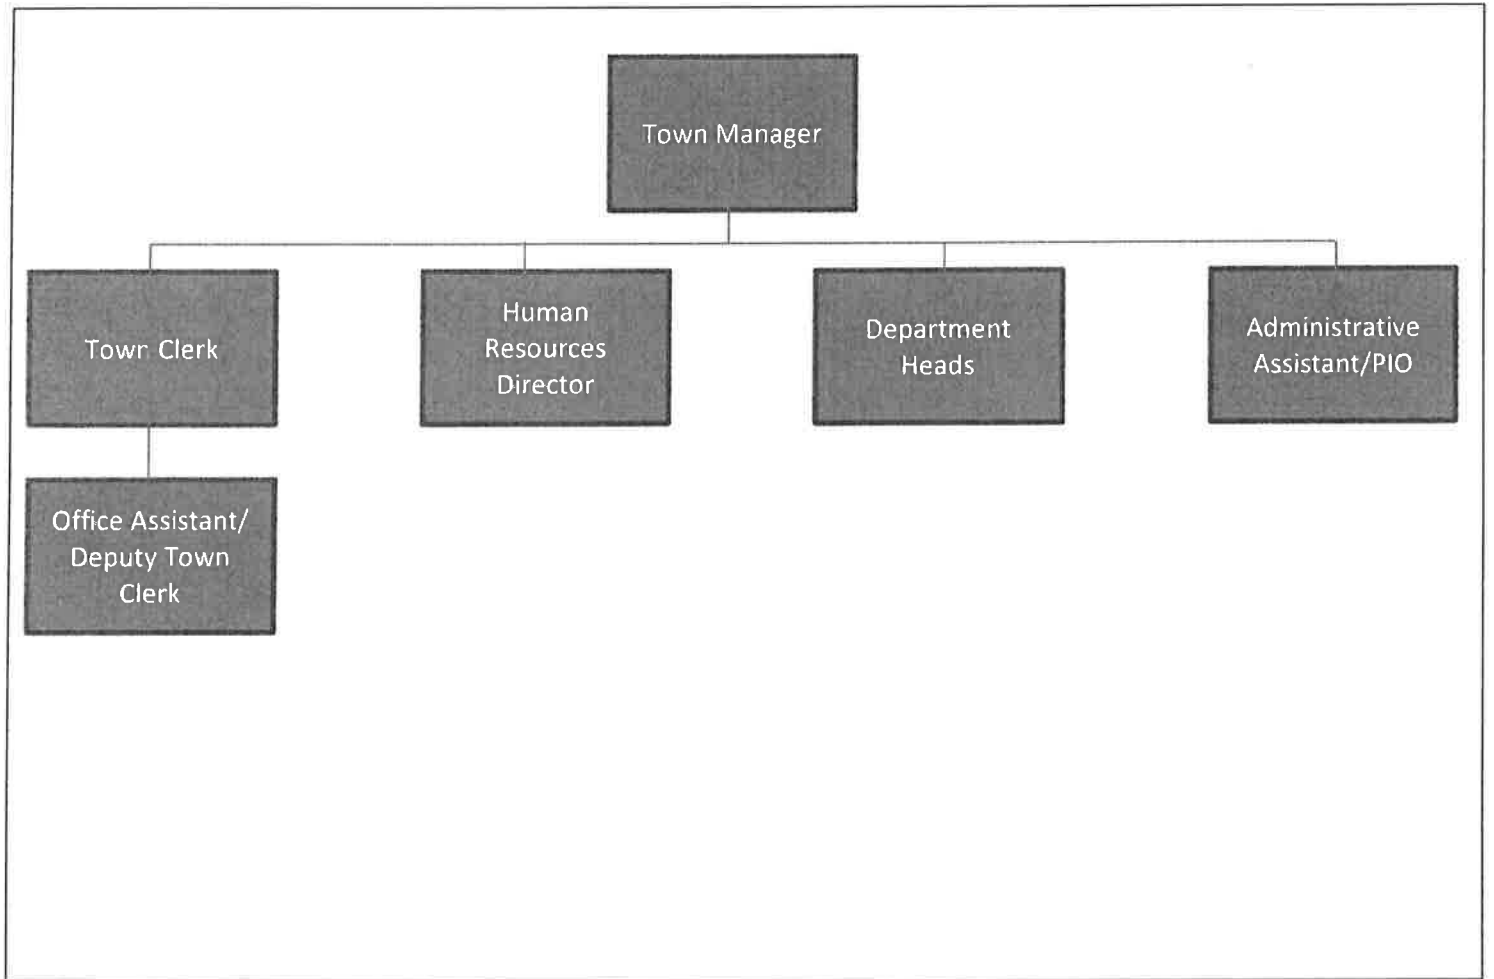 Town Manager
Town Clerk
Human
Resources
Director
Department
Heads
Administrative
Assistant/PIO
Office Assistant/
Deputy Town
Clerk